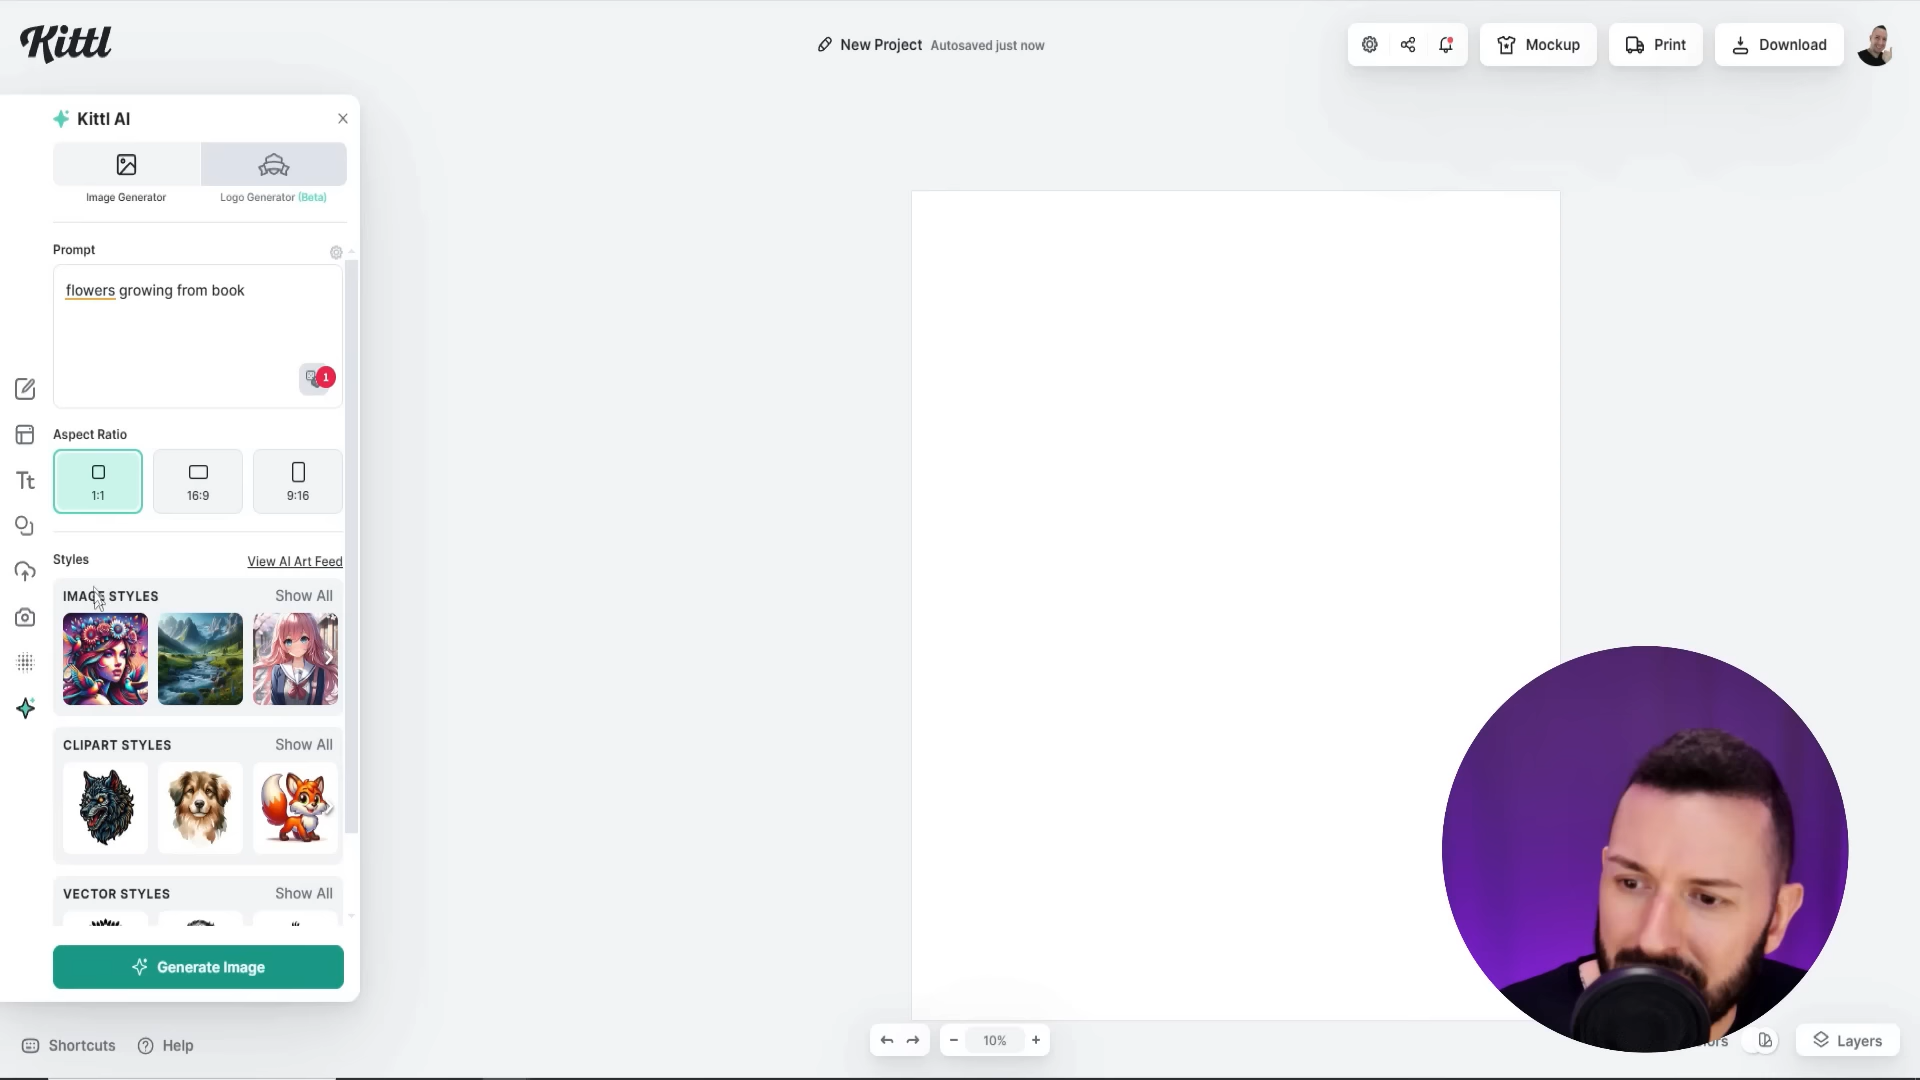 Kittl
New Project Autosaved just now
Mockup
Print
Download
Kittl AI
Image Generator
Logo Generator (Beta)
Prompt
flowers growing from book
1
Aspect Ratio
1:1
16:9
9:16
Styles
View AI Art Feed
IMAGE STYLES
Show All
CLIPART STYLES
Show All
VECTOR STYLES
Show All
Generate Image
Shortcuts
Help
10%
Layers